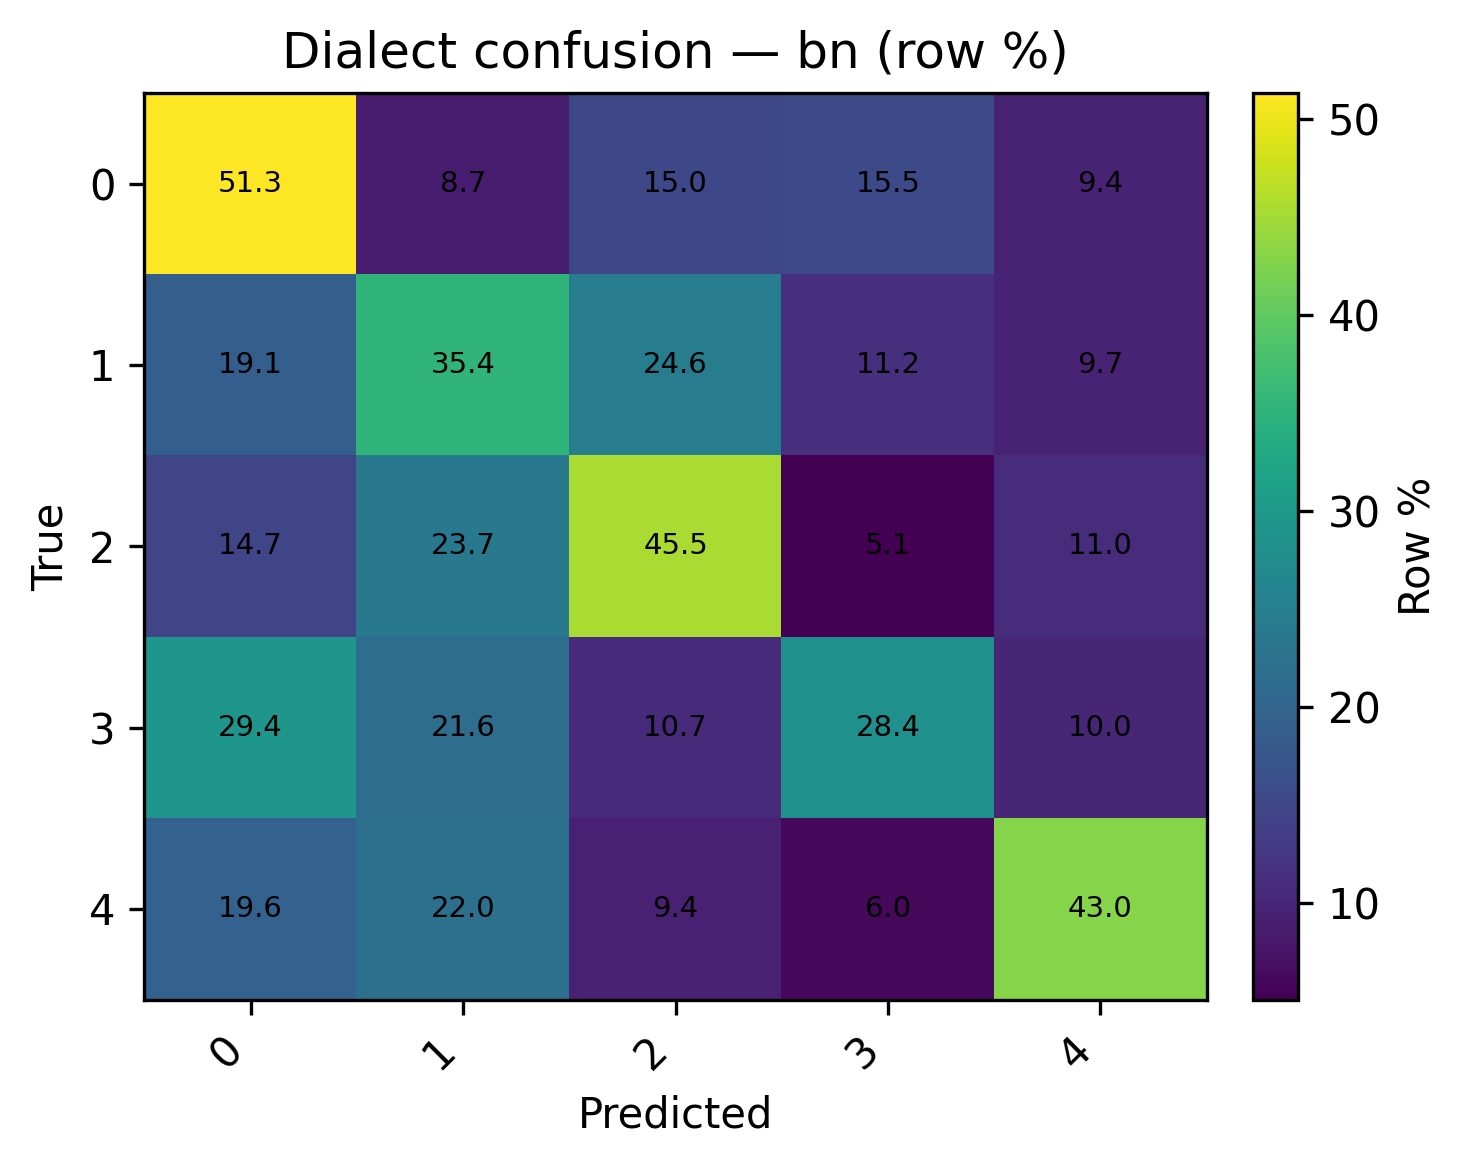 Dialect confusion — bn (row %)
0 51.3 8.7 15.0 15.5 9.4
1 19.1 35.4 24.6 11.2 9.7
2 14.7 23.7 45.5 5.1 11.0
3 29.4 21.6 10.7 28.4 10.0
4 19.6 22.0 9.4 6.0 43.0
True
0 1 2 3 4
Predicted
50
40
30
20
10
Row %